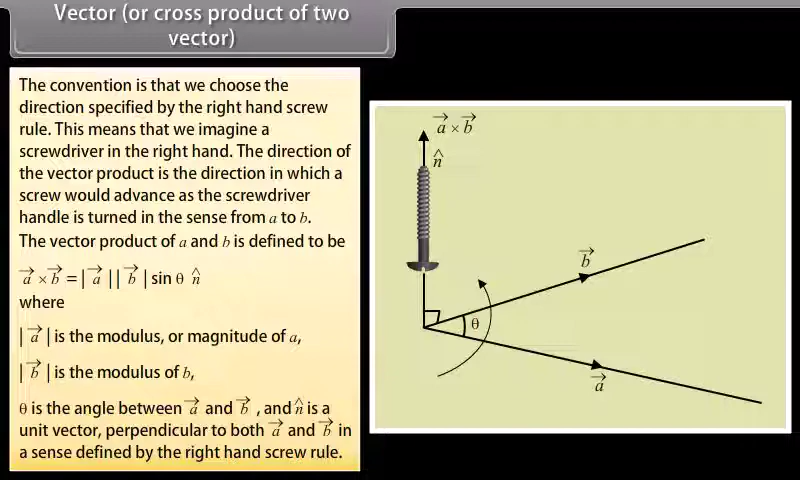 Vector (or cross product of two
vector)
The convention is that we choose the
direction specified by the right hand screw
rule. This means that we imagine a
screwdriver in the right hand. The direction of
the vector product is the direction in which a
screw would advance as the screwdriver
handle is turned in the sense from a to b.
The vector product of a and b is defined to be
a⃗ × b⃗ = | a⃗ | | b⃗ | sin θ n̂
where
| a⃗ | is the modulus, or magnitude of a,
| b⃗ | is the modulus of b,
θ is the angle between a⃗ and b⃗ , and n̂ is a
unit vector, perpendicular to both a⃗ and b⃗ in
a sense defined by the right hand screw rule.
a⃗ × b⃗
n̂
b⃗
θ
a⃗